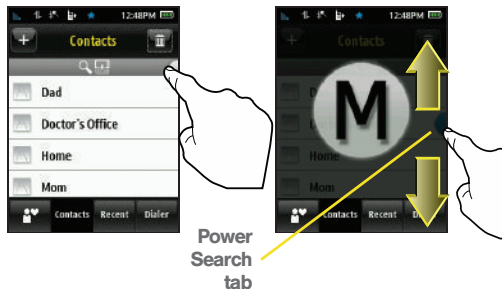 12:48PM
Contacts
Dad
Doctor's Office
Home
Mom
Contacts Recent Dialer
12:48PM
Contacts
M
Home
Mom
Contacts Recent Dialer
Power
Search
tab